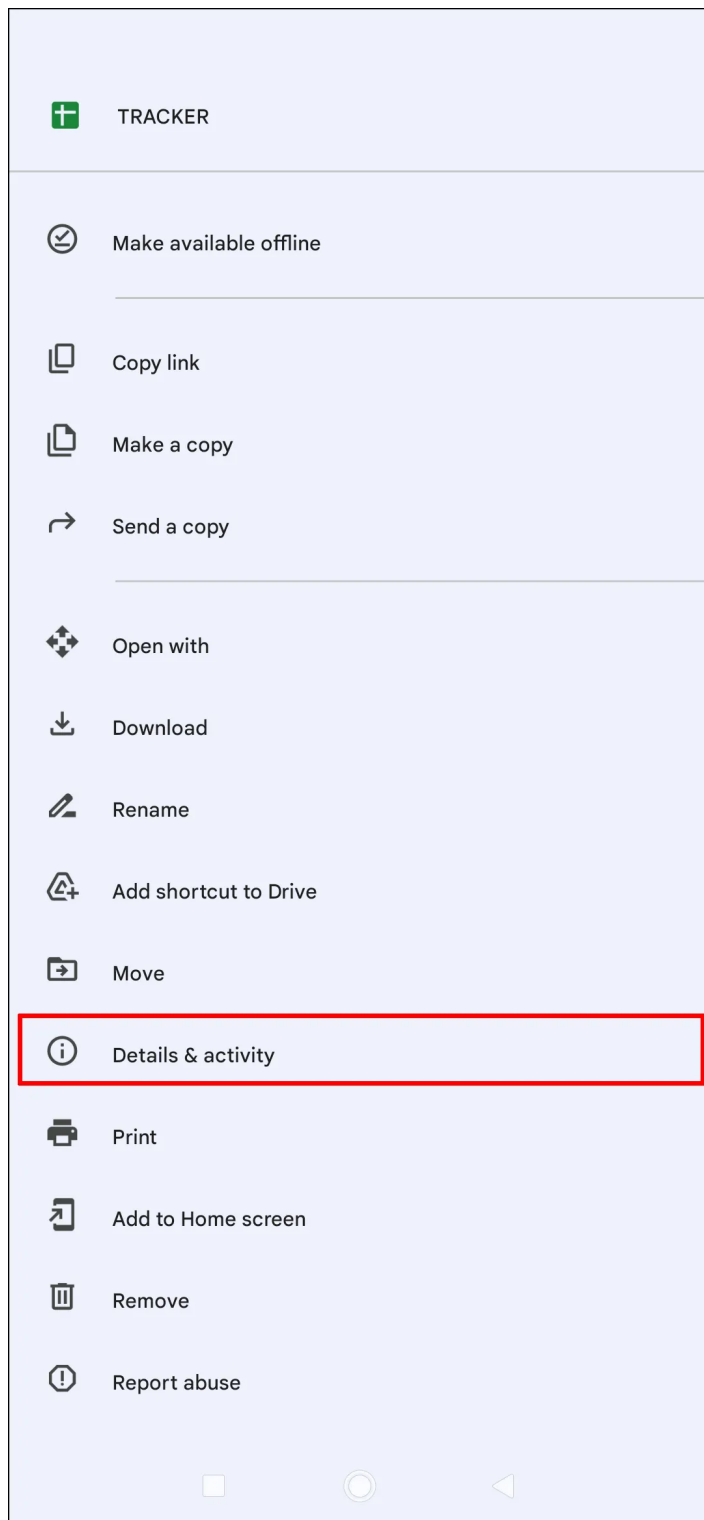 TRACKER
Make available offline
Copy link
Make a copy
Send a copy
Open with
Download
Rename
Add shortcut to Drive
Move
Details & activity
Print
Add to Home screen
Remove
Report abuse